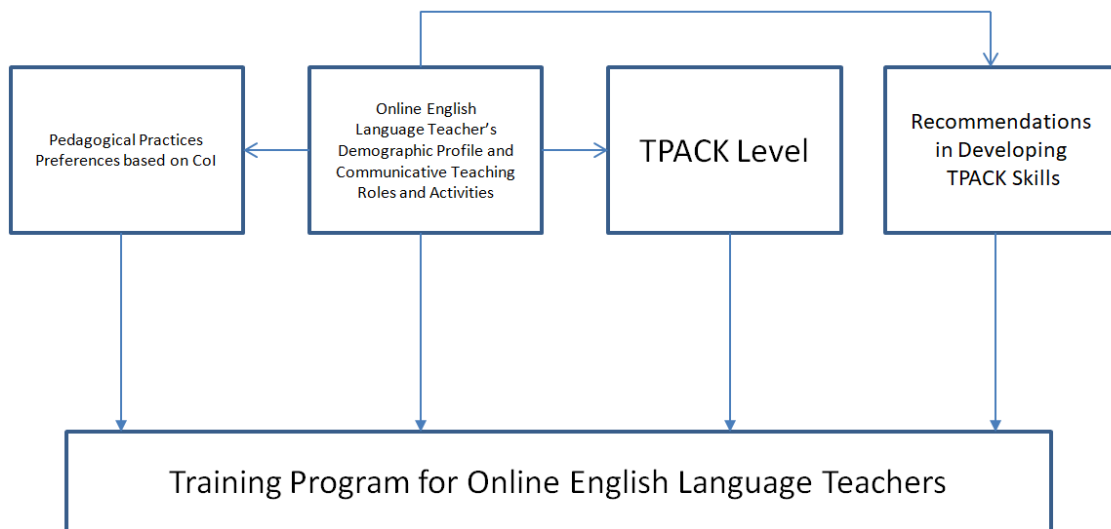 Pedagogical Practices
Preferences based on CoI
Online English
Language Teacher’s
Demographic Profile and
Communicative Teaching
Roles and Activities
TPACK Level
Recommendations
in Developing
TPACK Skills
Training Program for Online English Language Teachers